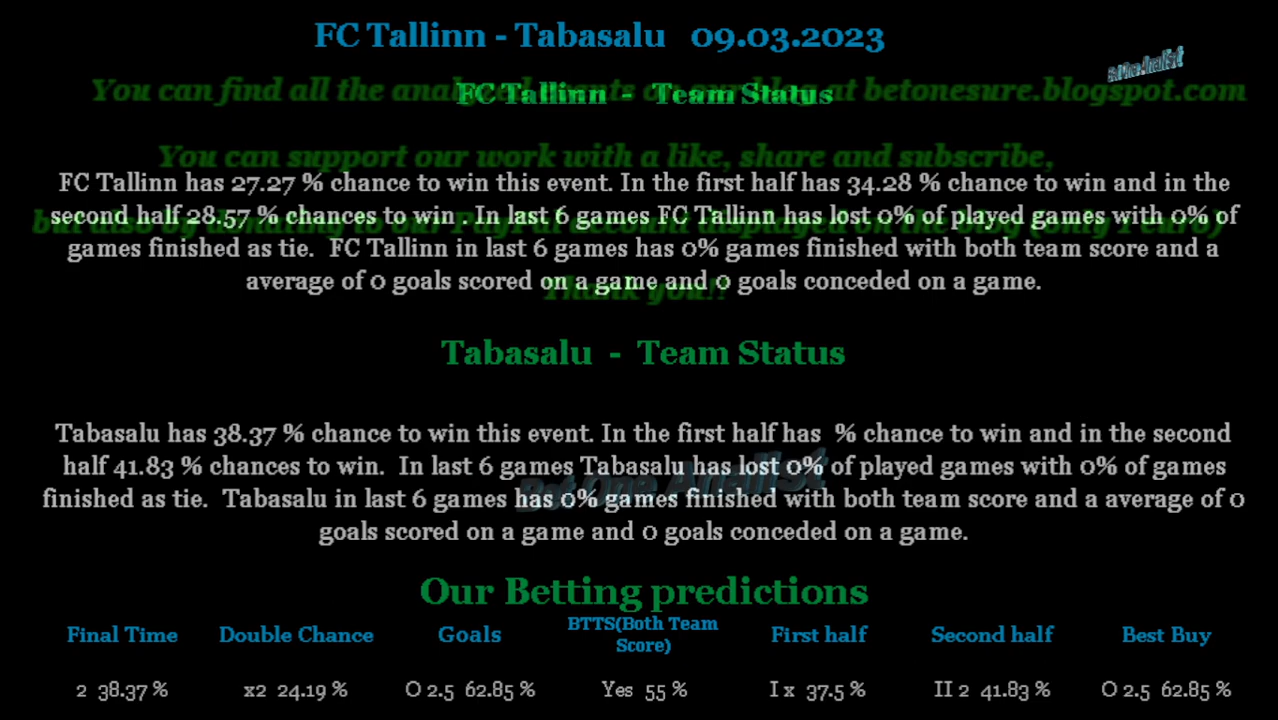 FC Tallinn - Tabasalu 09.03.2023
Bet One Analist
You can find all the analized events on our blog at betonesure.blogspot.com
FC Tallinn - Team Status
You can support our work with a like, share and subscribe,
FC Tallinn has 27.27 % chance to win this event. In the first half has 34.28 % chance to win and in the
second half 28.57 % chances to win . In last 6 games FC Tallinn has lost 0% of played games with 0% of
games finished as tie. FC Tallinn in last 6 games has 0% games finished with both team score and a
average of 0 goals scored on a game and 0 goals conceded on a game.
Thank you!!
Tabasalu - Team Status
Tabasalu has 38.37 % chance to win this event. In the first half has % chance to win and in the second
half 41.83 % chances to win. In last 6 games Tabasalu has lost 0% of played games with 0% of games
finished as tie. Tabasalu in last 6 games has 0% games finished with both team score and a average of 0
goals scored on a game and 0 goals conceded on a game.
Bet One Analist
Our Betting predictions
Final Time Double Chance Goals BTTS(Both Team Score) First half Second half Best Buy
2 38.37 % x2 24.19 % O 2.5 62.85 % Yes 55 % I x 37.5 % II 2 41.83 % O 2.5 62.85 %